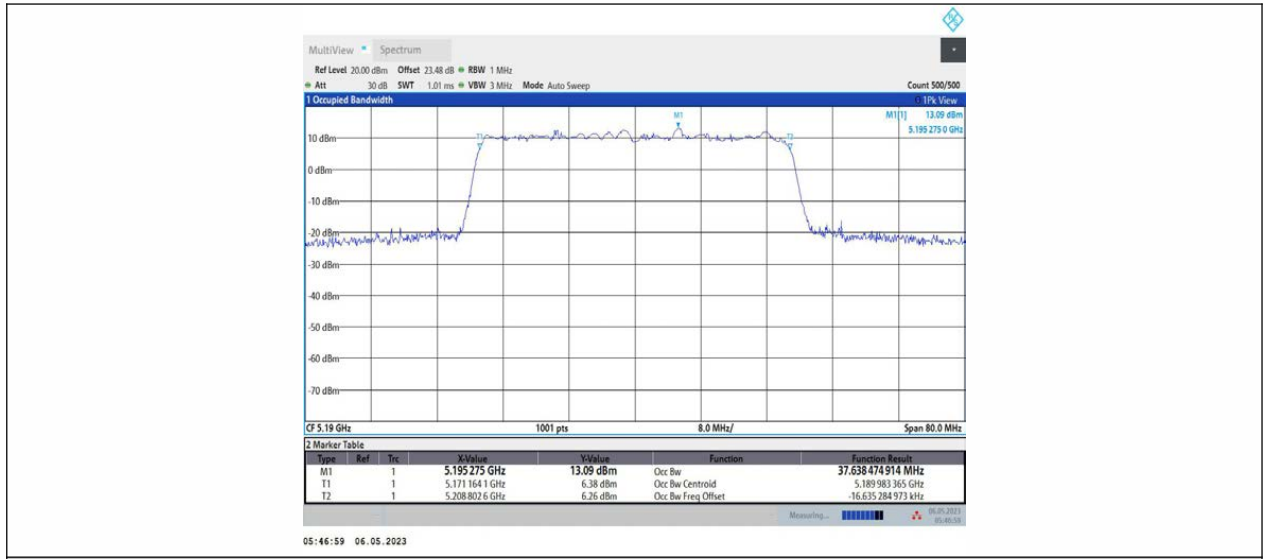 MultiView Spectrum
Ref Level 20.00 dBm Offset 23.48 dB RBW 1 MHz
Att 30 dB SWT 1.01 ms VBW 3 MHz Mode Auto Sweep Count 500/500
1 Occupied Bandwidth 1Pk View
M1[1] 13.09 dBm
5.195 275 0 GHz
M1
10 dBm
T1
T2
0 dBm
-10 dBm
-20 dBm
-30 dBm
-40 dBm
-50 dBm
-60 dBm
-70 dBm
CF 5.19 GHz 1001 pts 8.0 MHz/ Span 80.0 MHz
2 Marker Table
Type Ref Trc X-Value Y-Value Function Function Result
M1 1 5.195 275 GHz 13.09 dBm Occ Bw 37.638 474 914 MHz
T1 1 5.171 164 1 GHz 6.38 dBm Occ Bw Centroid 5.189 983 365 GHz
T2 1 5.208 802 6 GHz 6.26 dBm Occ Bw Freq Offset -16.635 284 973 kHz
Measuring... 06.05.2023
05:46:58
05:46:59 06.05.2023